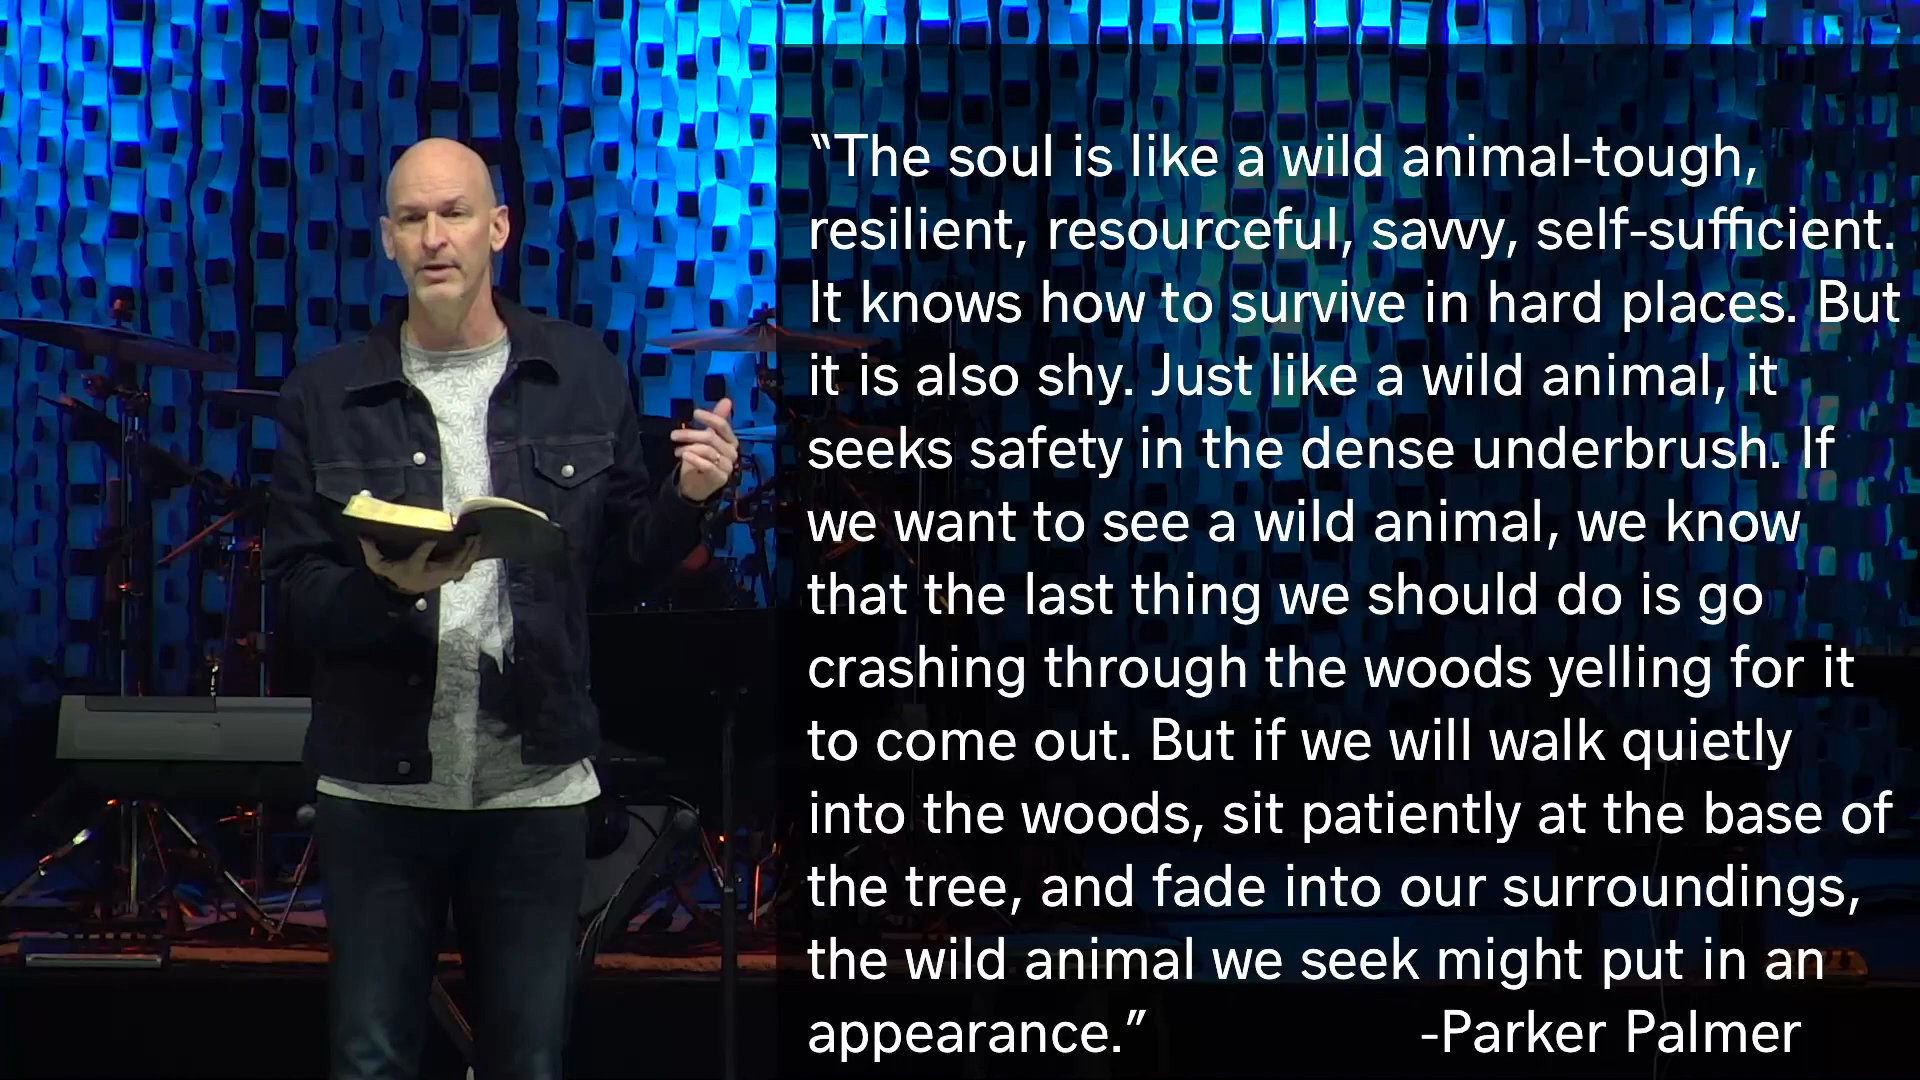 “The soul is like a wild animal-tough,
resilient, resourceful, savvy, self-sufficient.
It knows how to survive in hard places. But
it is also shy. Just like a wild animal, it
seeks safety in the dense underbrush. If
we want to see a wild animal, we know
that the last thing we should do is go
crashing through the woods yelling for it
to come out. But if we will walk quietly
into the woods, sit patiently at the base of
the tree, and fade into our surroundings,
the wild animal we seek might put in an
appearance.” -Parker Palmer